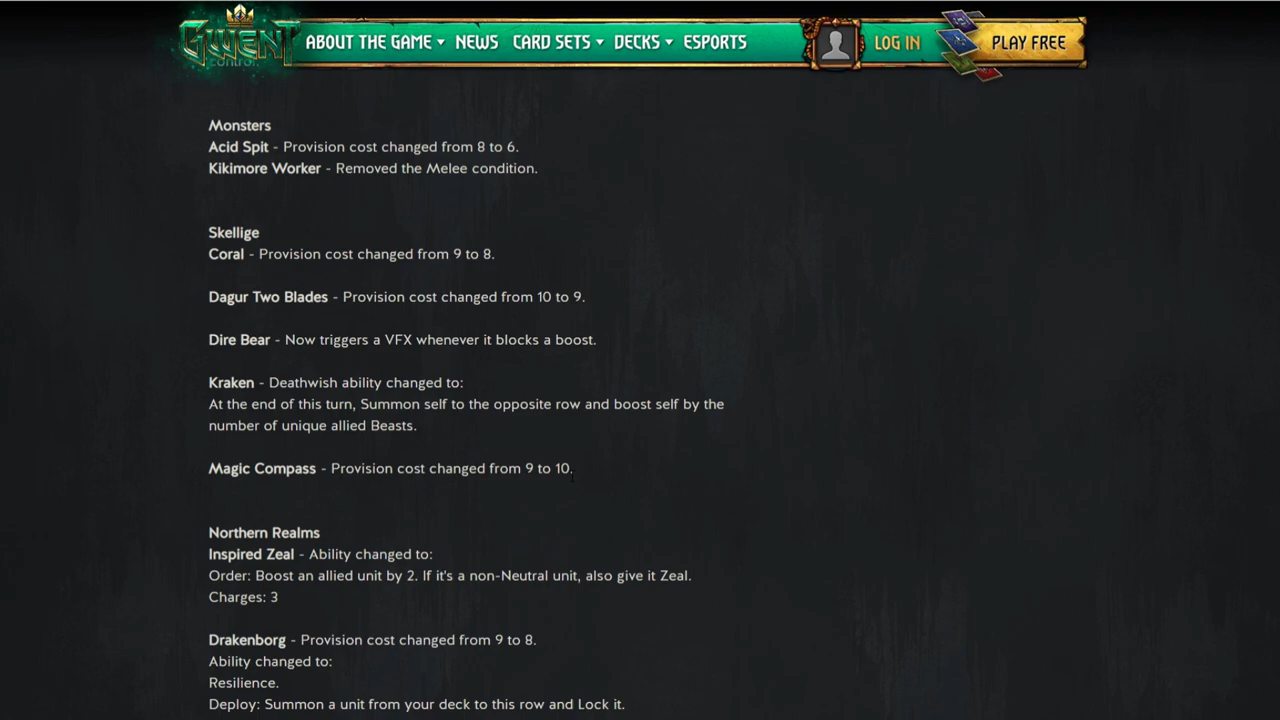 GWENT
control.
ABOUT THE GAME NEWS CARD SETS DECKS ESPORTS LOG IN PLAY FREE
Monsters
Acid Spit - Provision cost changed from 8 to 6.
Kikimore Worker - Removed the Melee condition.
Skellige
Coral - Provision cost changed from 9 to 8.
Dagur Two Blades - Provision cost changed from 10 to 9.
Dire Bear - Now triggers a VFX whenever it blocks a boost.
Kraken - Deathwish ability changed to:
At the end of this turn, Summon self to the opposite row and boost self by the
number of unique allied Beasts.
Magic Compass - Provision cost changed from 9 to 10.
Northern Realms
Inspired Zeal - Ability changed to:
Order: Boost an allied unit by 2. If it's a non-Neutral unit, also give it Zeal.
Charges: 3
Drakenborg - Provision cost changed from 9 to 8.
Ability changed to:
Resilience.
Deploy: Summon a unit from your deck to this row and Lock it.